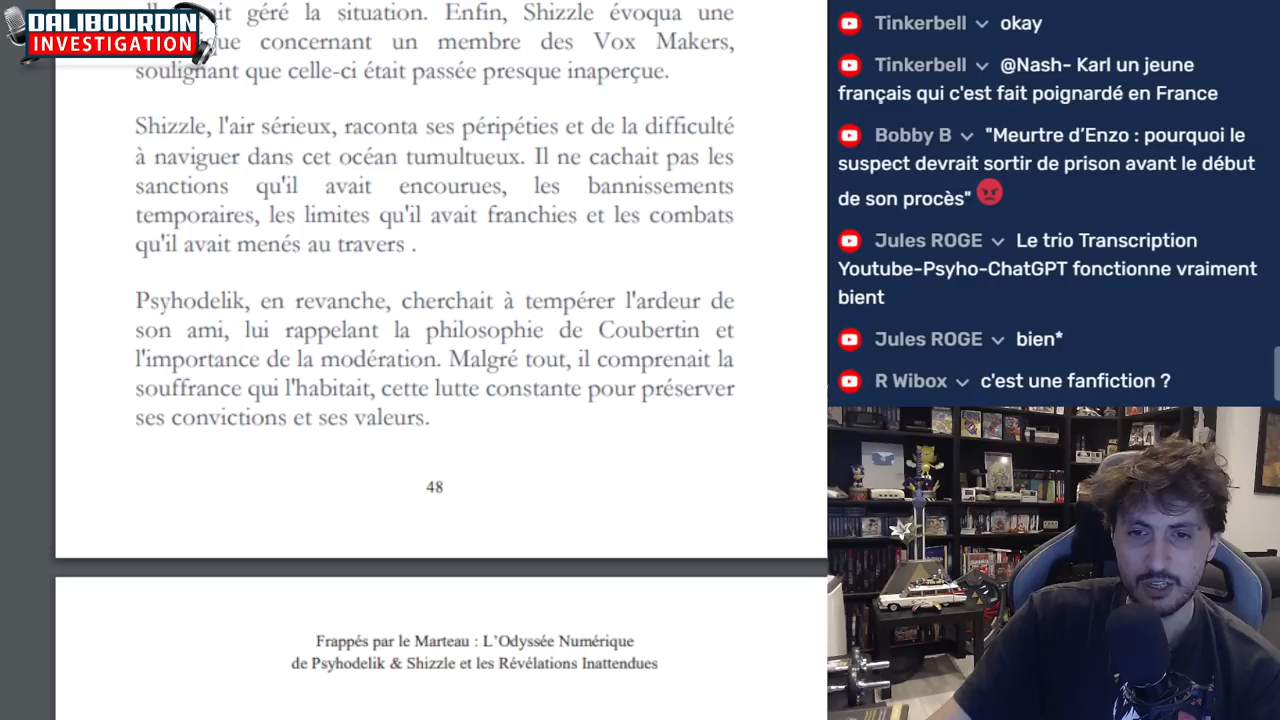 DALIBOURDIN
INVESTIGATION
géré la situation. Enfin, Shizzle évoqua une
concernant un membre des Vox Makers,
soulignant que celle-ci était passée presque inaperçue.
Shizzle, l'air sérieux, raconta ses péripéties et de la difficulté
à naviguer dans cet océan tumultueux. Il ne cachait pas les
sanctions qu'il avait encourues, les bannissements
temporaires, les limites qu'il avait franchies et les combats
qu'il avait menés au travers .
Psyhodelik, en revanche, cherchait à tempérer l'ardeur de
son ami, lui rappelant la philosophie de Coubertin et
l'importance de la modération. Malgré tout, il comprenait la
souffrance qui l'habitait, cette lutte constante pour préserver
ses convictions et ses valeurs.
48
Frappés par le Marteau : L'Odyssée Numérique
de Psyhodelik & Shizzle et les Révélations Inattendues
Tinkerbell okay
Tinkerbell @Nash- Karl un jeune
français qui c'est fait poignardé en France
Bobby B "Meurtre d'Enzo : pourquoi le
suspect devrait sortir de prison avant le début
de son procès"
Jules ROGE Le trio Transcription
Youtube-Psyho-ChatGPT fonctionne vraiment
bient
Jules ROGE bien*
R Wibox c'est une fanfiction ?